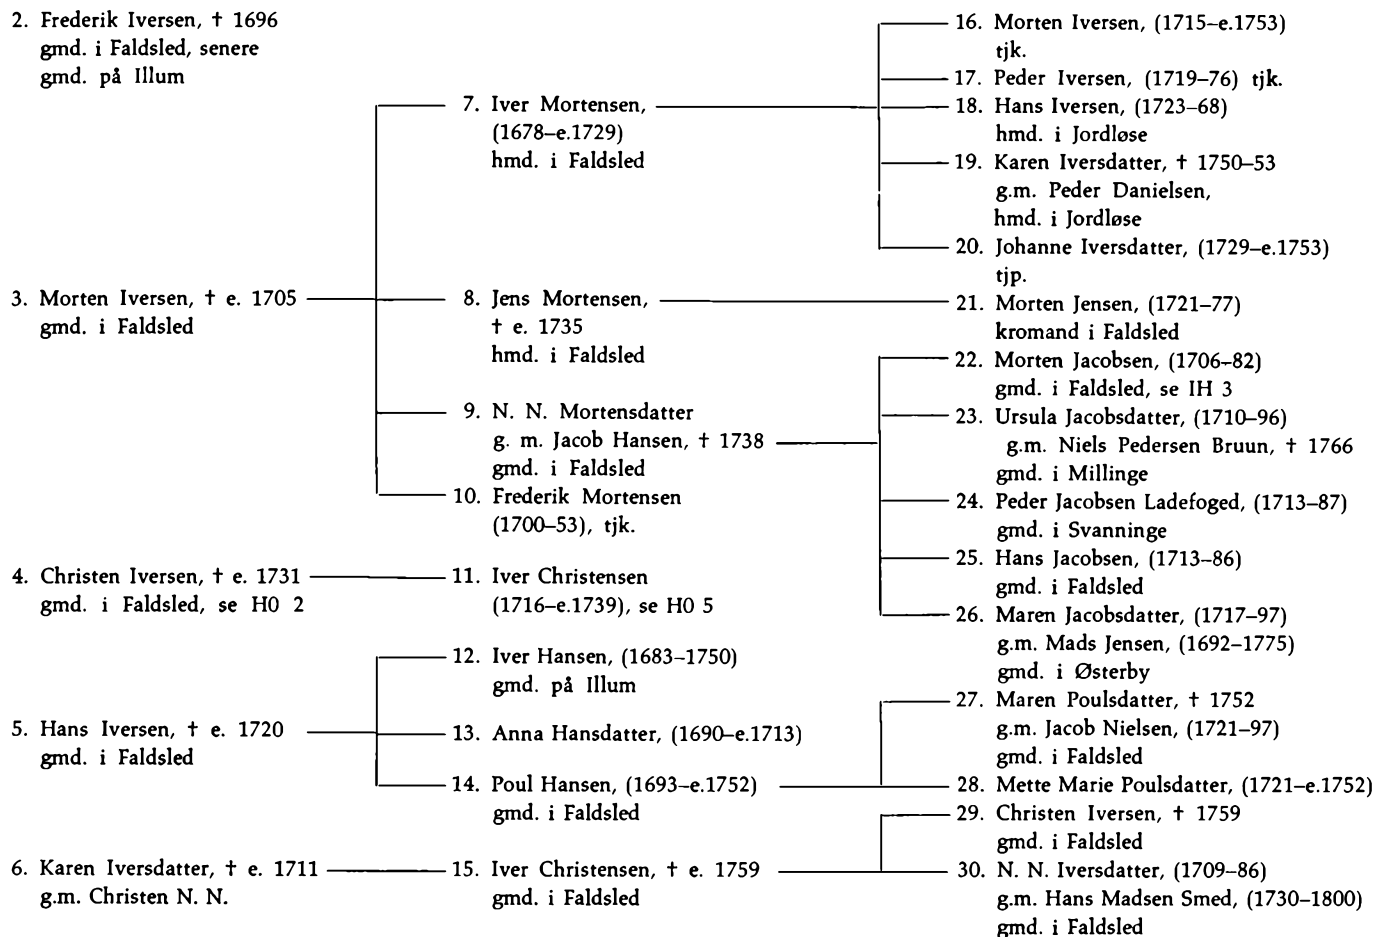 2. Frederik Iversen, † 1696
gmd. i Faldsled, senere
gmd. på Illum
3. Morten Iversen, † e. 1705
gmd. i Faldsled
4. Christen Iversen, † e. 1731
gmd. i Faldsled, se H0 2
5. Hans Iversen, † e. 1720
gmd. i Faldsled
6. Karen Iversdatter, † e. 1711
g.m. Christen N. N.
7. Iver Mortensen,
(1678–e.1729)
hmd. i Faldsled
8. Jens Mortensen,
† e. 1735
hmd. i Faldsled
9. N. N. Mortensdatter
g. m. Jacob Hansen, † 1738
gmd. i Faldsled
10. Frederik Mortensen
(1700–53), tjk.
11. Iver Christensen
(1716–e.1739), se H0 5
12. Iver Hansen, (1683–1750)
gmd. på Illum
13. Anna Hansdatter, (1690–e.1713)
14. Poul Hansen, (1693–e.1752)
gmd. i Faldsled
15. Iver Christensen, † e. 1759
gmd. i Faldsled
16. Morten Iversen, (1715–e.1753)
tjk.
17. Peder Iversen, (1719–76) tjk.
18. Hans Iversen, (1723–68)
hmd. i Jordløse
19. Karen Iversdatter, † 1750–53
g.m. Peder Danielsen,
hmd. i Jordløse
20. Johanne Iversdatter, (1729–e.1753)
tjp.
21. Morten Jensen, (1721–77)
kromand i Faldsled
22. Morten Jacobsen, (1706–82)
gmd. i Faldsled, se IH 3
23. Ursula Jacobsdatter, (1710–96)
g.m. Niels Pedersen Bruun, † 1766
gmd. i Millinge
24. Peder Jacobsen Ladefoged, (1713–87)
gmd. i Svanninge
25. Hans Jacobsen, (1713–86)
gmd. i Faldsled
26. Maren Jacobsdatter, (1717–97)
g.m. Mads Jensen, (1692–1775)
gmd. i Østerby
27. Maren Poulsdatter, † 1752
g.m. Jacob Nielsen, (1721–97)
gmd. i Faldsled
28. Mette Marie Poulsdatter, (1721–e.1752)
29. Christen Iversen, † 1759
gmd. i Faldsled
30. N. N. Iversdatter, (1709–86)
g.m. Hans Madsen Smed, (1730–1800)
gmd. i Faldsled